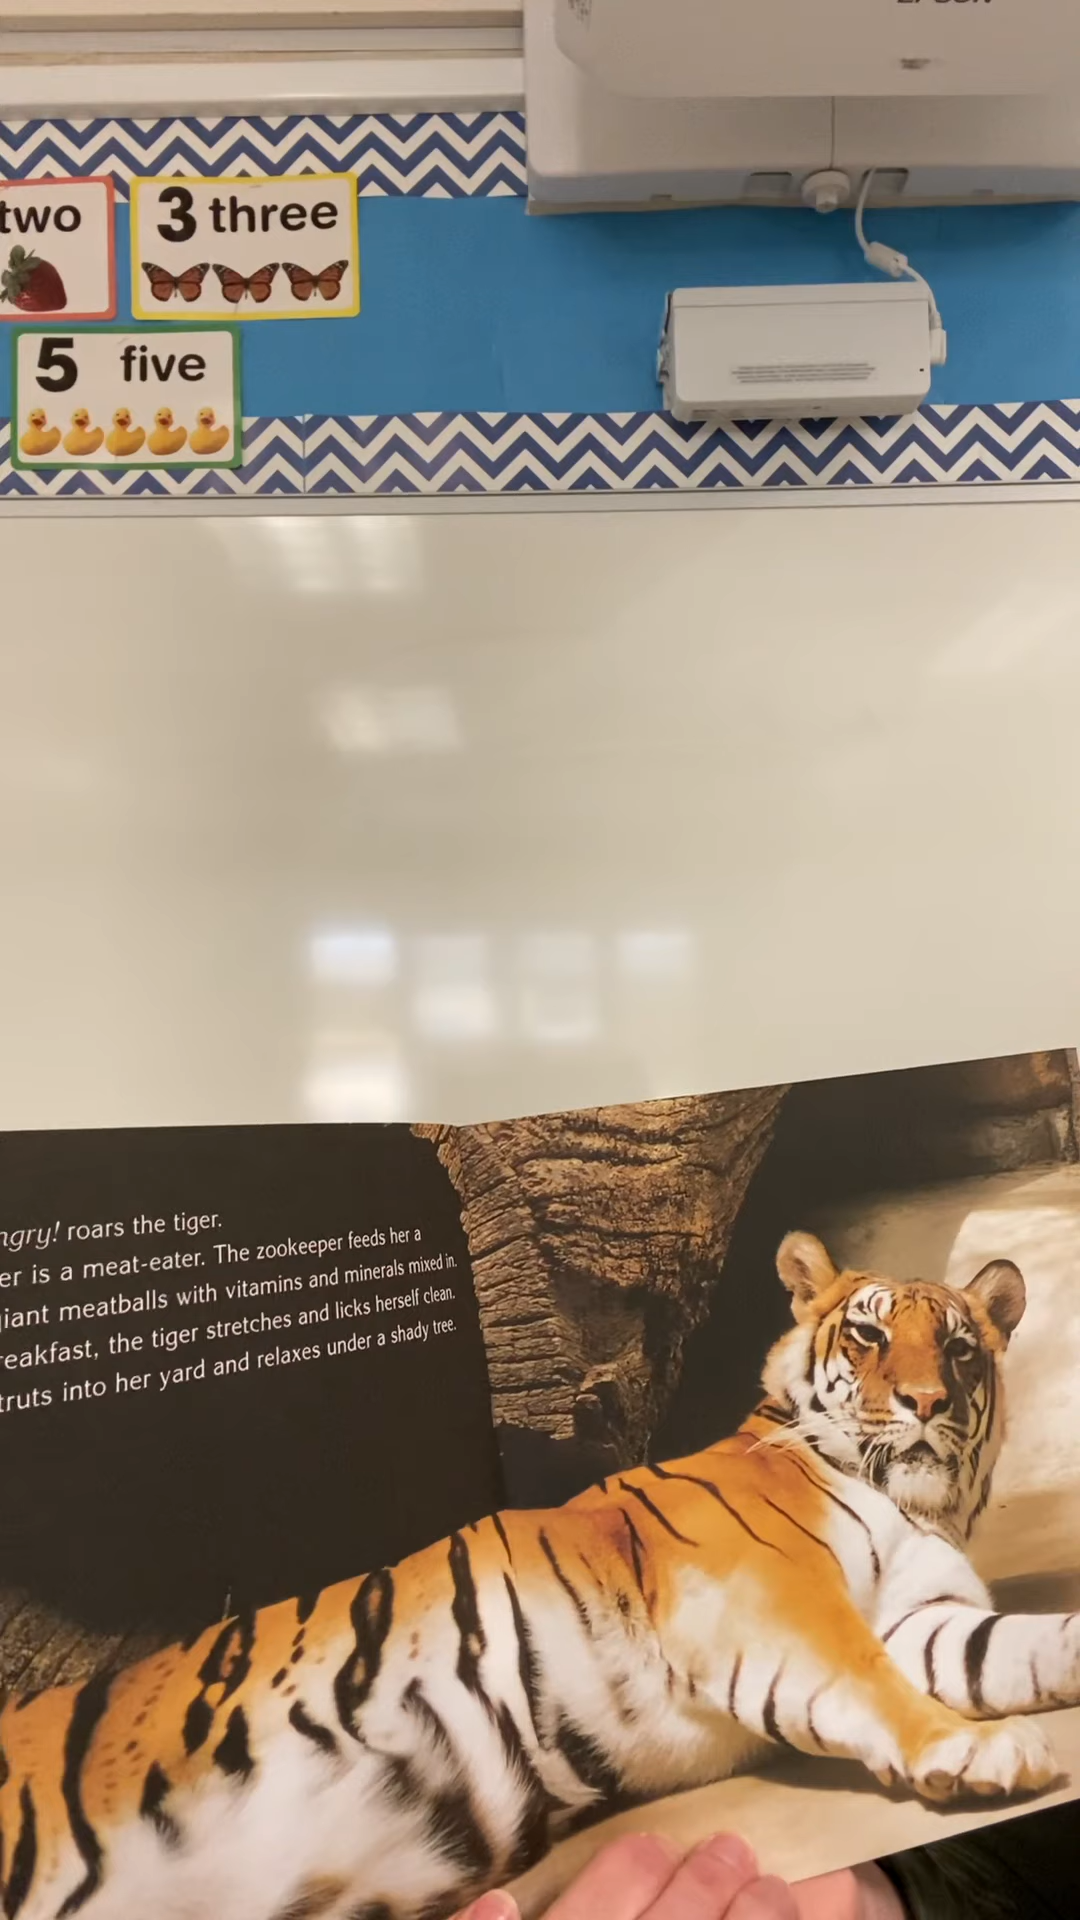 two
3 three
5 five
ngry! roars the tiger.
er is a meat-eater. The zookeeper feeds her a
giant meatballs with vitamins and minerals mixed in.
reakfast, the tiger stretches and licks herself clean.
truts into her yard and relaxes under a shady tree.